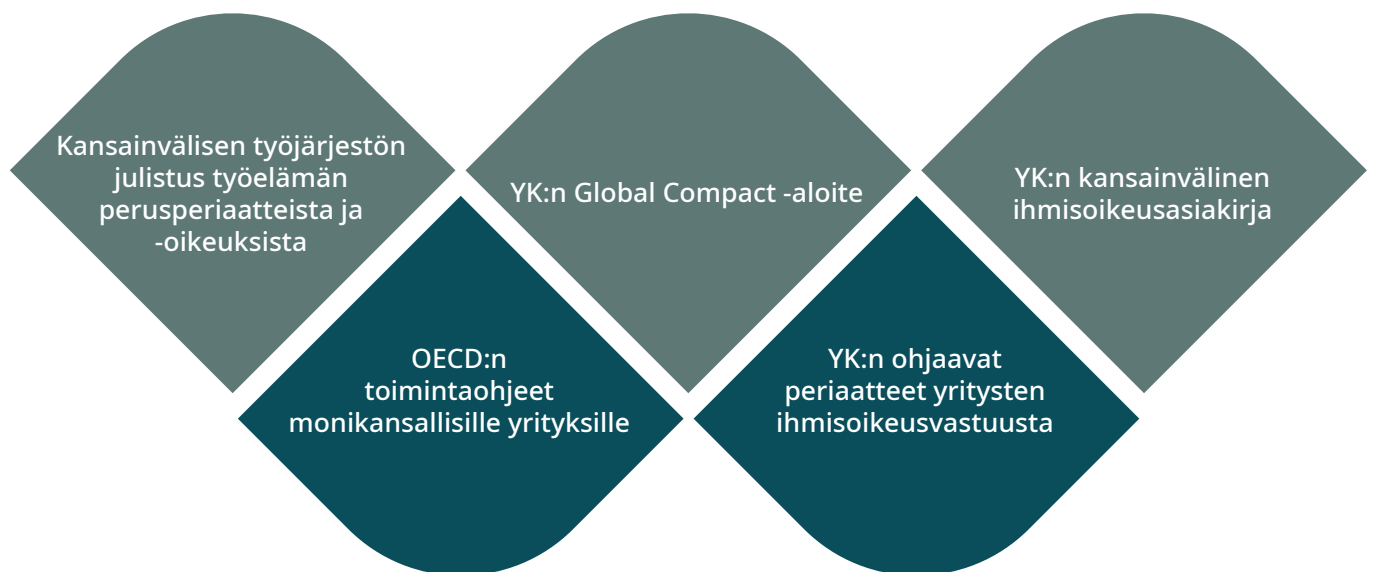 Kansainvälisen työjärjestön
julistus työelämän
perusperiaatteista ja
-oikeuksista
YK:n Global Compact -aloite
YK:n kansainvälinen
ihmisoikeusasiakirja
OECD:n
toimintaohjeet
monikansallisille yrityksille
YK:n ohjaavat
periaatteet yritysten
ihmisoikeusvastuusta